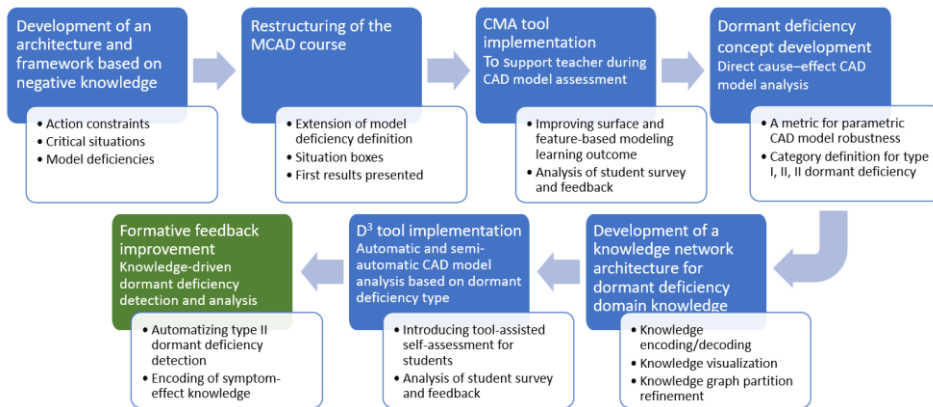 Development of an
architecture and
framework based on
negative knowledge
• Action constraints
• Critical situations
• Model deficiencies
Restructuring of the
MCAD course
• Extension of model
deficiency definition
• Situation boxes
• First results presented
CMA tool
implementation
To support teacher during
CAD model assessment
• Improving surface and
feature-based modeling
learning outcome
• Analysis of student survey
and feedback
Dormant deficiency
concept development
Direct cause–effect CAD
model analysis
• A metric for parametric
CAD model robustness
• Category definition for type
I, II, II dormant deficiency
Development of a
knowledge network
architecture for
dormant deficiency
domain knowledge
• Knowledge
encoding/decoding
• Knowledge visualization
• Knowledge graph partition
refinement
D³ tool implementation
Automatic and semi-
automatic CAD model
analysis based on dormant
deficiency type
• Introducing tool-assisted
self-assessment for
students
• Analysis of student survey
and feedback
Formative feedback
improvement
Knowledge-driven
dormant deficiency
detection and analysis
• Automatizing type II
dormant deficiency
detection
• Encoding of symptom-
effect knowledge